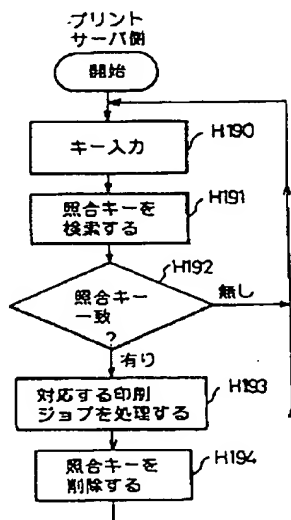 プリント
サーバ側
開始
キー入力
H190
照合キーを
検索する
H191
照合キー
一致
?
H192
無し
有り
対応する印刷
ジョブを処理する
H193
照合キーを
削除する
H194